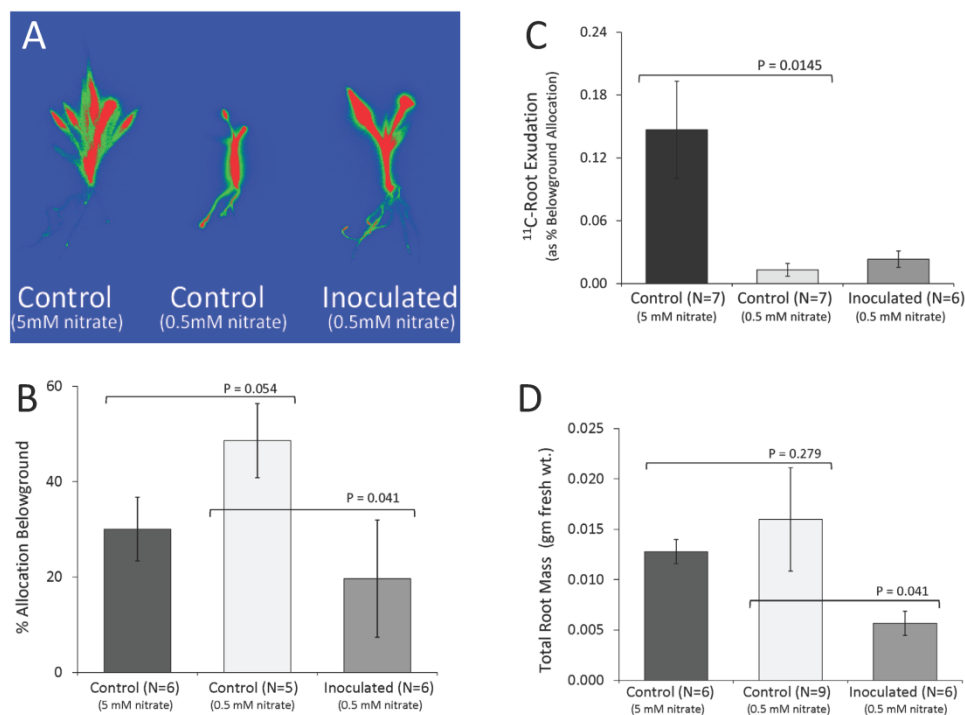 A
Control
(5mM nitrate)
Control
(0.5mM nitrate)
Inoculated
(0.5mM nitrate)
B
% Allocation Belowground
60
40
20
0
P = 0.054
P = 0.041
Control (N=6)
(5 mM nitrate)
Control (N=5)
(0.5 mM nitrate)
Inoculated (N=6)
(0.5 mM nitrate)
C
¹¹C-Root Exudation
(as % Belowground Allocation)
0.24
0.18
0.12
0.06
0.00
P = 0.0145
Control (N=7)
(5 mM nitrate)
Control (N=7)
(0.5 mM nitrate)
Inoculated (N=6)
(0.5 mM nitrate)
D
Total Root Mass (gm fresh wt.)
0.025
0.020
0.015
0.010
0.005
0.000
P = 0.279
P = 0.041
Control (N=6)
(5 mM nitrate)
Control (N=9)
(0.5 mM nitrate)
Inoculated (N=6)
(0.5 mM nitrate)